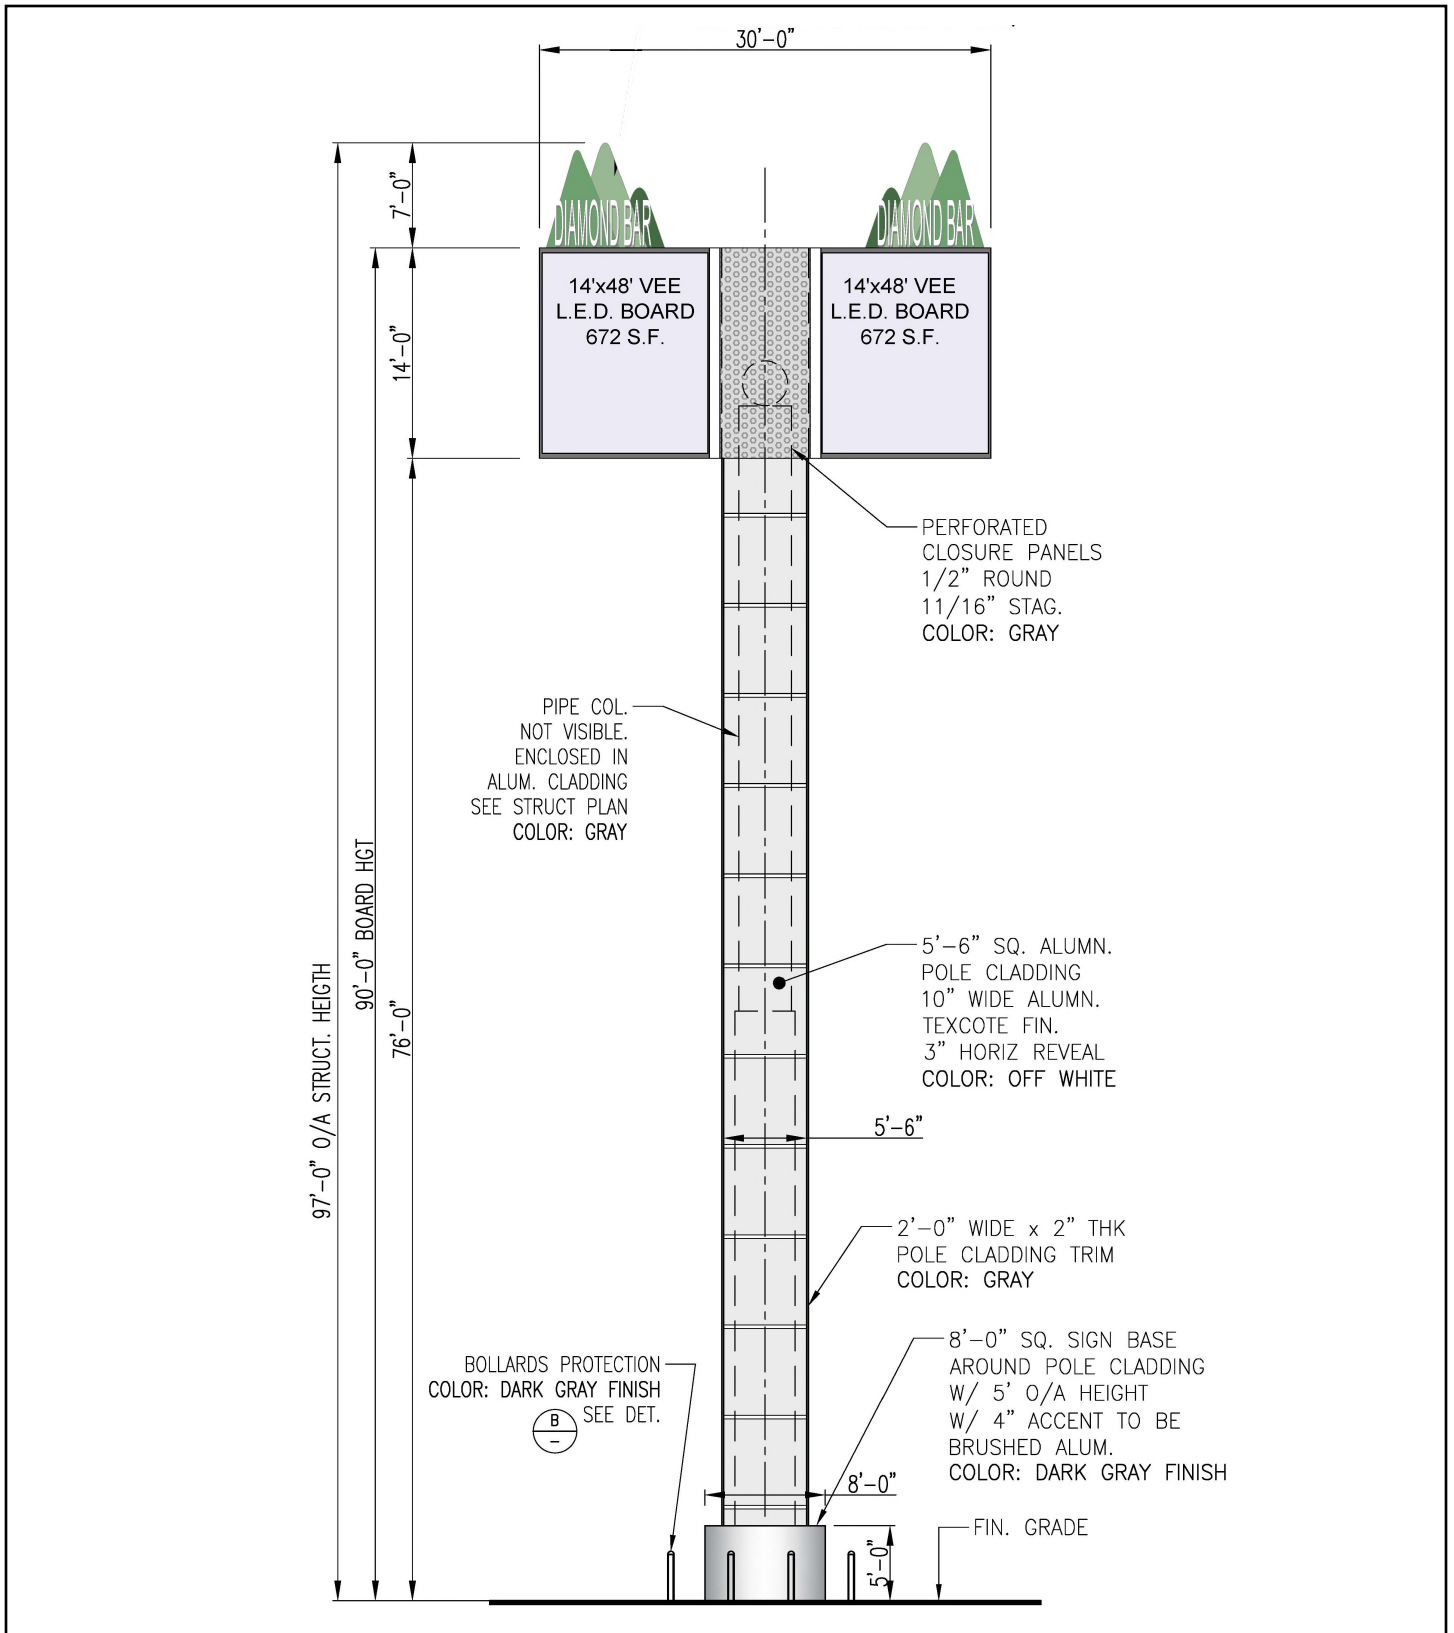 30'-0"
7'-0"
DIAMOND BAR
DIAMOND BAR
14'x48' VEE
L.E.D. BOARD
672 S.F.
14'x48' VEE
L.E.D. BOARD
672 S.F.
14'-0"
PERFORATED
CLOSURE PANELS
1/2" ROUND
11/16" STAG.
COLOR: GRAY
PIPE COL.
NOT VISIBLE.
ENCLOSED IN
ALUM. CLADDING
SEE STRUCT PLAN
COLOR: GRAY
97'-0" O/A STRUCT. HEIGTH
90'-0" BOARD HGT
76'-0"
5'-6" SQ. ALUMN.
POLE CLADDING
10" WIDE ALUMN.
TEXCOTE FIN.
3" HORIZ REVEAL
COLOR: OFF WHITE
5'-6"
2'-0" WIDE x 2" THK
POLE CLADDING TRIM
COLOR: GRAY
8'-0" SQ. SIGN BASE
AROUND POLE CLADDING
W/ 5' O/A HEIGHT
W/ 4" ACCENT TO BE
BRUSHED ALUM.
COLOR: DARK GRAY FINISH
BOLLARDS PROTECTION
COLOR: DARK GRAY FINISH
SEE DET.
B
-
8'-0"
5'-0"
FIN. GRADE